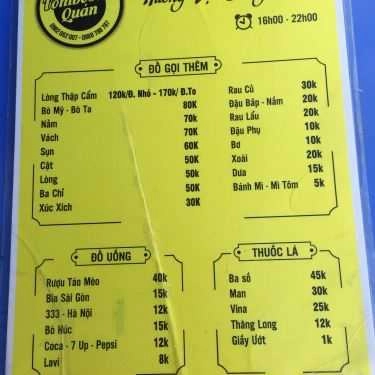 Quán
16h00 - 22h00
ĐỒ GỌI THÊM
Lòng Thập Cẩm 120k/Đ. Nhỏ - 170k/ Đ.To
Bò Mỹ - Bò Ta 80K
Nầm 70k
Vách 70K
Sụn 60K
Cật 50k
Lòng 50K
Ba Chỉ 50K
Xúc Xích 30K
Rau Củ 30k
Đậu Bắp - Nấm 20k
Rau Lẩu 20k
Đậu Phụ 10k
Bơ 10k
Xoài 20k
Dưa 15k
Bánh Mì - Mì Tôm 5k
ĐỒ UỐNG
Rượu Táo Mèo 40k
Bia Sài Gòn 15k
333 - Hà Nội 12k
Bò Húc 15k
Coca - 7 Up - Pepsi 12k
Lavi 8k
THUỐC LÁ
Ba số 45k
Man 30k
Vina 25k
Thăng Long 12k
Giấy Ướt 1k